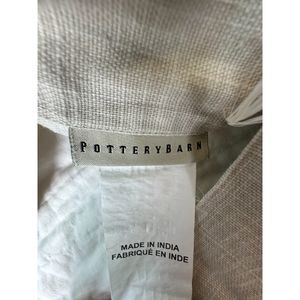 POTTERYBARN
MADE IN INDIA
FABRIQUÉ EN INDE